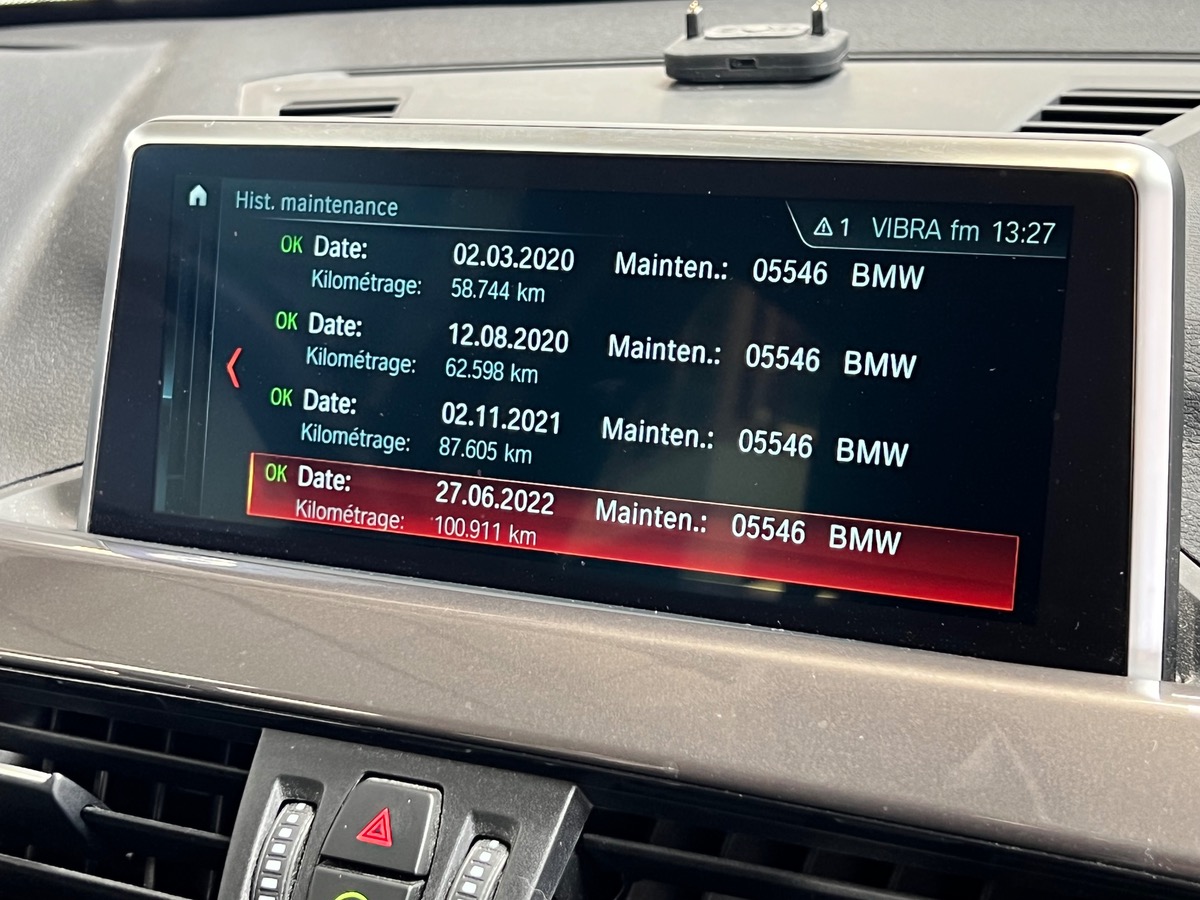 Hist. maintenance
1 VIBRA fm 13:27
OK Date: 02.03.2020 Mainten.: 05546 BMW
Kilométrage: 58.744 km
OK Date: 12.08.2020 Mainten.: 05546 BMW
Kilométrage: 62.598 km
OK Date: 02.11.2021 Mainten.: 05546 BMW
Kilométrage: 87.605 km
OK Date: 27.06.2022 Mainten.: 05546 BMW
Kilométrage: 100.911 km